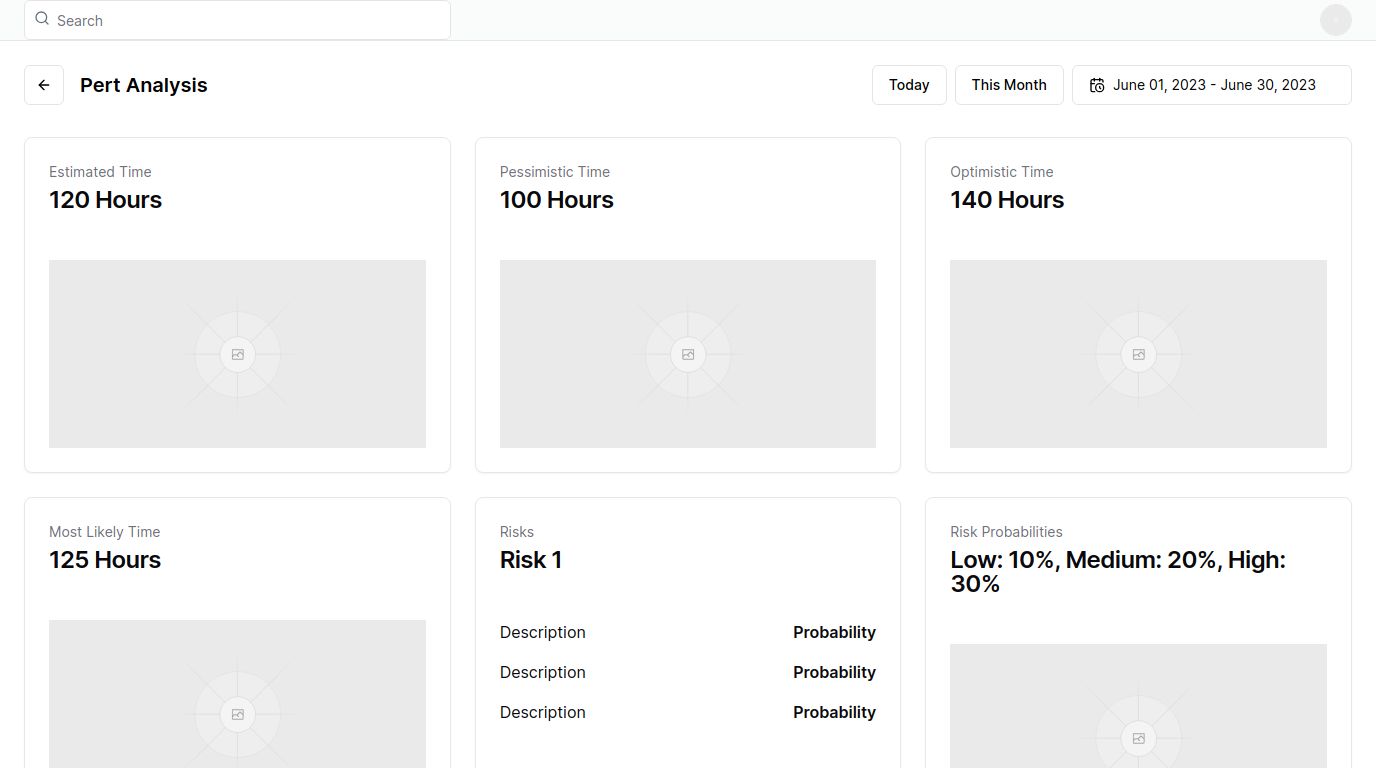 Search
Pert Analysis
Today
This Month
June 01, 2023 - June 30, 2023
Estimated Time
120 Hours
Pessimistic Time
100 Hours
Optimistic Time
140 Hours
Most Likely Time
125 Hours
Risks
Risk 1
Description Probability
Description Probability
Description Probability
Risk Probabilities
Low: 10%, Medium: 20%, High:
30%